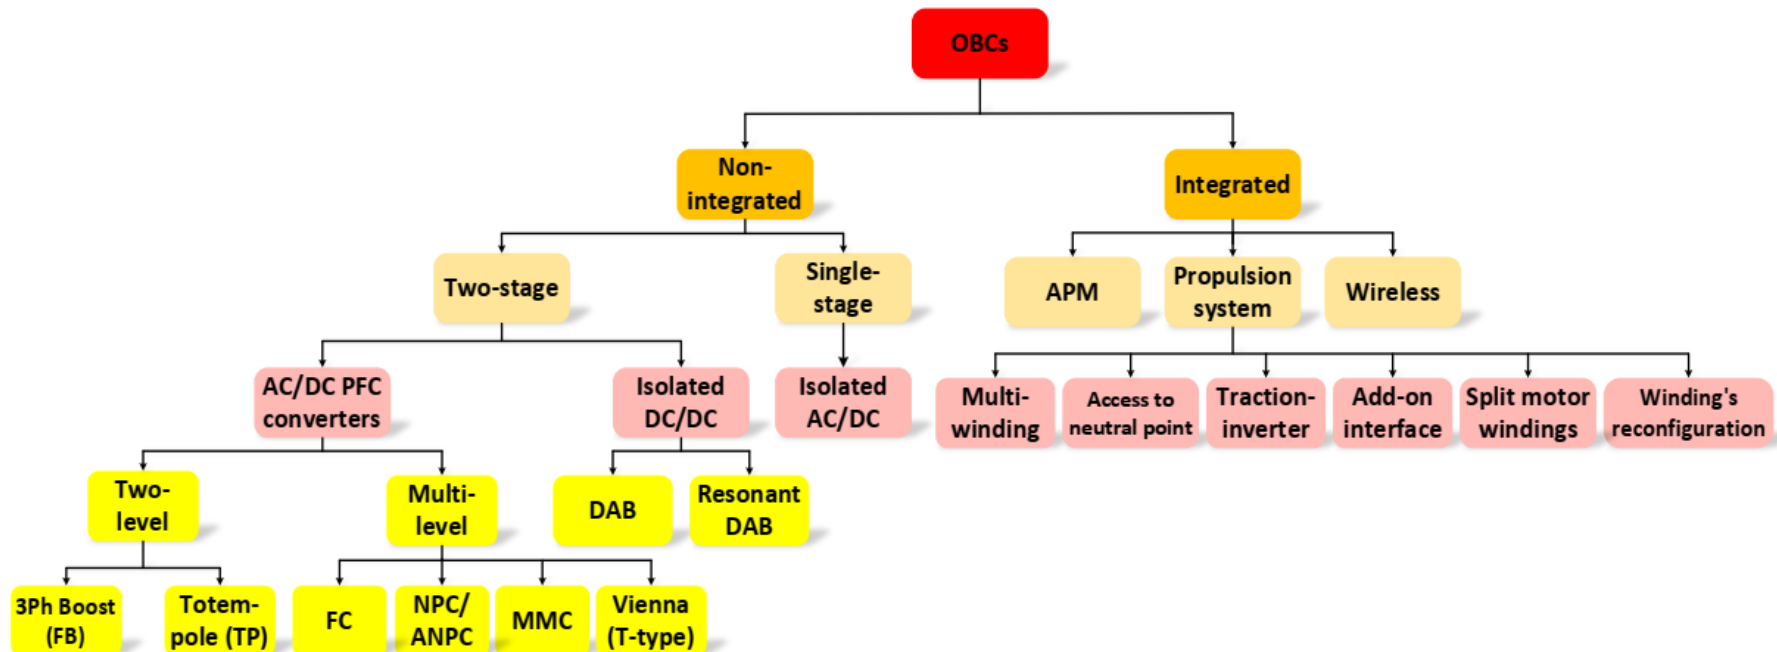 OBCs
Non-
integrated
Integrated
Two-stage
Single-
stage
APM
Propulsion
system
Wireless
AC/DC PFC
converters
Isolated
DC/DC
Isolated
AC/DC
Multi-
winding
Access to
neutral point
Traction-
inverter
Add-on
interface
Split motor
windings
Winding's
reconfiguration
Two-
level
Multi-
level
DAB
Resonant
DAB
3Ph Boost
(FB)
Totem-
pole (TP)
FC
NPC/
ANPC
MMC
Vienna
(T-type)